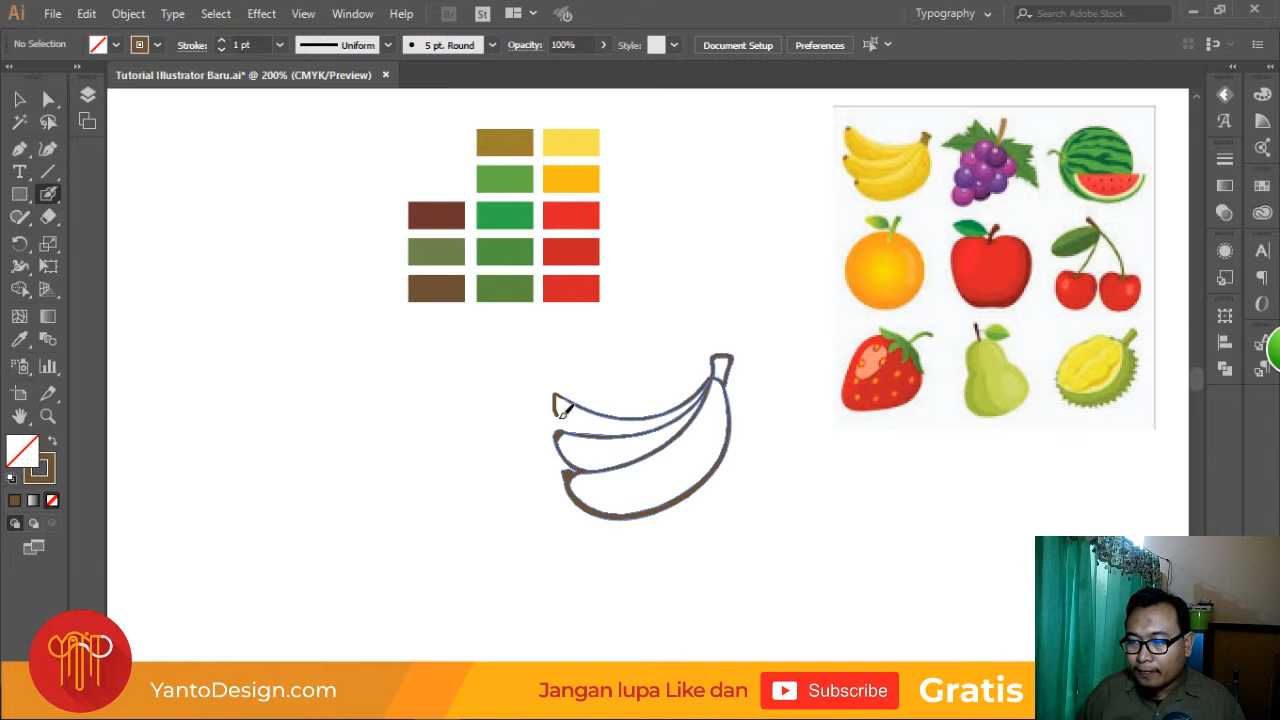 Ai File Edit Object Type Select Effect View Window Help Br St Typography Search Adobe Stock
No Selection Stroke: 1 pt Uniform 5 pt. Round Opacity: 100% Style: Document Setup Preferences
Tutorial Illustrator Baru.ai* @ 200% (CMYK/Preview)
YantoDesign.com Jangan lupa Like dan Subscribe Gratis